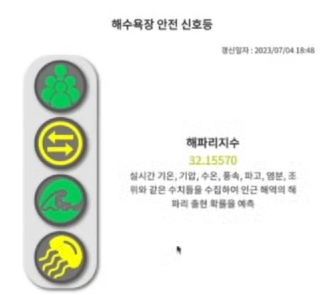 해수욕장 안전 신호등
갱신일자 : 2023/07/04 18:48
해파리지수
32.15570
실시간 기온, 기압, 수온, 풍속, 파고, 염분, 조
위와 같은 수치들을 수집하여 인근 해역의 해
파리 출현 확률을 예측